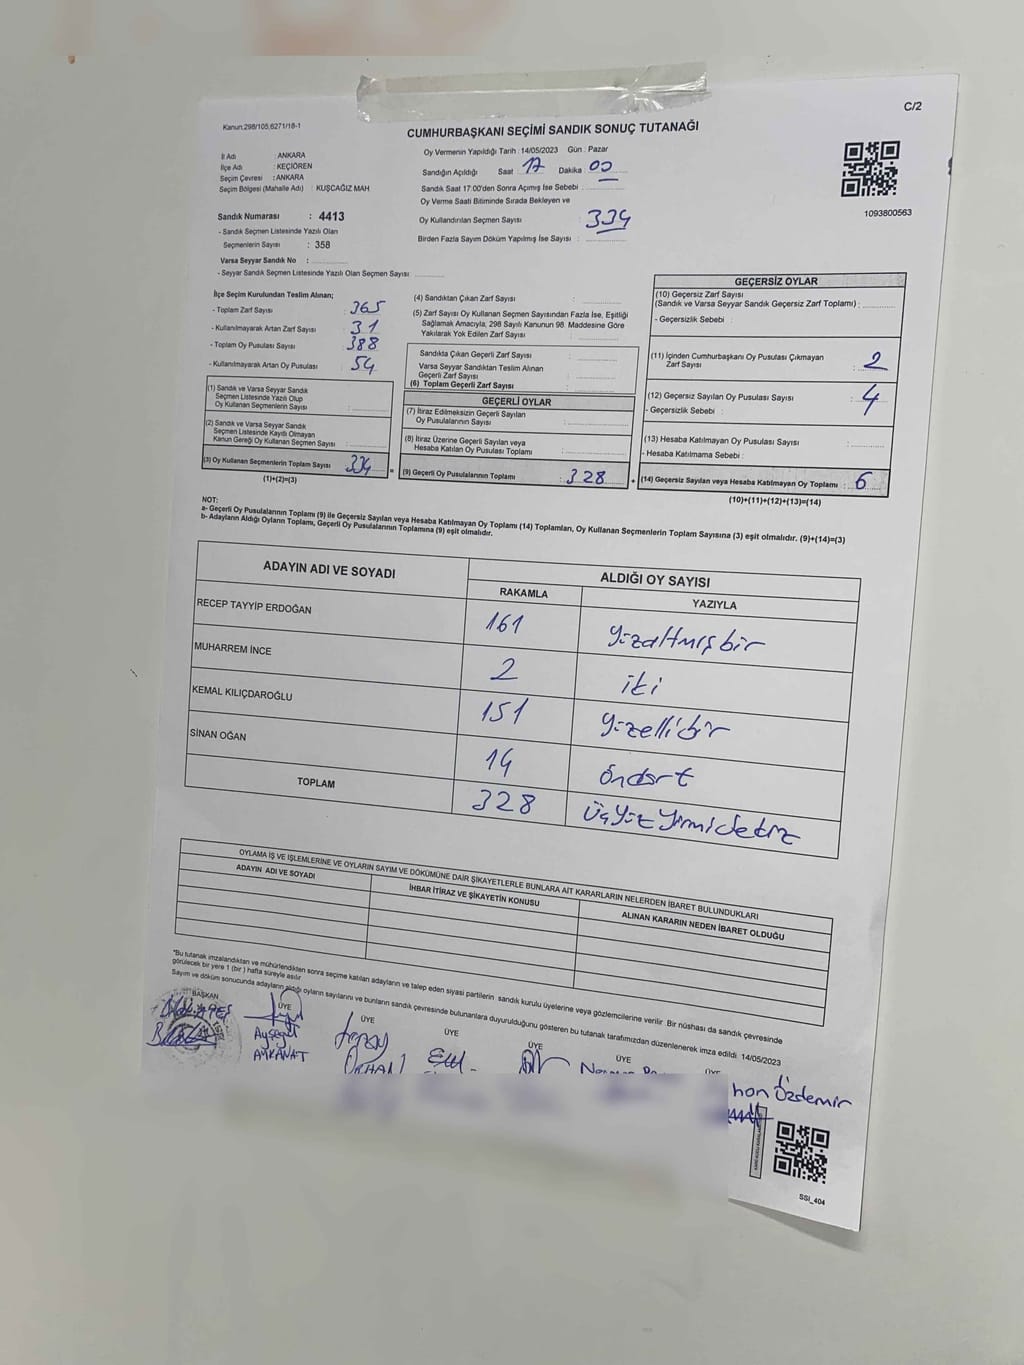 C/2
Kanun.298/105,6271/18-1
CUMHURBAŞKANI SEÇİMİ SANDIK SONUÇ TUTANAĞI
İl Adı : ANKARA
İlçe Adı : KEÇİÖREN
Seçim Çevresi : ANKARA
Seçim Bölgesi (Mahalle Adı) : KUŞCAĞIZ MAH
Sandık Numarası : 4413
- Sandık Seçmen Listesinde Yazılı Olan
Seçmenlerin Sayısı : 358
Varsa Seyyar Sandık No :
- Seyyar Sandık Seçmen Listesinde Yazılı Olan Seçmen Sayısı
Oy Vermenin Yapıldığı Tarih : 14/05/2023 Gün : Pazar
Sandığın Açıldığı Saat 17 Dakika 00
Sandık Saat 17:00'den Sonra Açımış İse Sebebi :
Oy Verme Saati Bitiminde Sırada Bekleyen ve
Oy Kullandırılan Seçmen Sayısı : 334
Birden Fazla Sayım Döküm Yapılmış İse Sayısı :
1093800563
İlçe Seçim Kurulundan Teslim Alınan;
- Toplam Zarf Sayısı : 365
- Kullanılmayarak Artan Zarf Sayısı : 31
- Toplam Oy Pusulası Sayısı : 388
- Kullanılmayarak Artan Oy Pusulası : 54
(1) Sandık ve Varsa Seyyar Sandık
Seçmen Listesinde Yazılı Olup
Oy Kullanan Seçmenlerin Sayısı :
(2) Sandık ve Varsa Seyyar Sandık
Seçmen Listesinde Kayıtlı Olmayan
Kanun Gereği Oy Kullanan Seçmen Sayısı :
(3) Oy Kullanan Seçmenlerin Toplam Sayısı 334 =
(1)+(2)=(3)
(4) Sandıktan Çıkan Zarf Sayısı :
(5) Zarf Sayısı Oy Kullanan Seçmen Sayısından Fazla İse, Eşitliği
Sağlamak Amacıyla, 298 Sayılı Kanunun 98. Maddesine Göre
Yakılarak Yok Edilen Zarf Sayısı :
Sandıkta Çıkan Geçerli Zarf Sayısı :
Varsa Seyyar Sandıktan Teslim Alınan
Geçerli Zarf Sayısı :
(6) Toplam Geçerli Zarf Sayısı :
GEÇERLİ OYLAR
(7) İtiraz Edilmeksizin Geçerli Sayılan
Oy Pusulalarının Sayısı :
(8) İtiraz Üzerine Geçerli Sayılan veya
Hesaba Katılan Oy Pusulası Toplamı :
(9) Geçerli Oy Pusulalarının Toplamı : 328 +
GEÇERSİZ OYLAR
(10) Geçersiz Zarf Sayısı
(Sandık ve Varsa Seyyar Sandık Geçersiz Zarf Toplamı) :
- Geçersizlik Sebebi :
(11) İçinden Cumhurbaşkanı Oy Pusulası Çıkmayan
Zarf Sayısı : 2
(12) Geçersiz Sayılan Oy Pusulası Sayısı : 4
- Geçersizlik Sebebi :
(13) Hesaba Katılmayan Oy Pusulası Sayısı :
- Hesaba Katılmama Sebebi :
(14) Geçersiz Sayılan veya Hesaba Katılmayan Oy Toplamı : 6
(10)+(11)+(12)+(13)=(14)
NOT:
a- Geçerli Oy Pusulalarının Toplamı (9) ile Geçersiz Sayılan veya Hesaba Katılmayan Oy Toplamı (14) Toplamları, Oy Kullanan Seçmenlerin Toplam Sayısına (3) eşit olmalıdır. (9)+(14)=(3)
b- Adayların Aldığı Oyların Toplamı, Geçerli Oy Pusulalarının Toplamına (9) eşit olmalıdır.
ADAYIN ADI VE SOYADI
ALDIĞI OY SAYISI
RAKAMLA YAZIYLA
RECEP TAYYİP ERDOĞAN 161 yüzaltmışbir
MUHARREM İNCE 2 iki
KEMAL KILIÇDAROĞLU 151 yüzellibir
SİNAN OĞAN 14 öndört
TOPLAM 328 üçyüzyirmisekiz
OYLAMA İŞ VE İŞLEMLERİNE VE OYLARIN SAYIM VE DÖKÜMÜNE DAİR ŞİKAYETLERLE BUNLARA AİT KARARLARIN NELERDEN İBARET BULUNDUKLARI
ADAYIN ADI VE SOYADI İHBAR İTİRAZ VE ŞİKAYETİN KONUSU ALINAN KARARIN NEDEN İBARET OLDUĞU
*Bu tutanak imzalandıktan ve mühürlendikten sonra seçime katılan adayların ve talep eden siyasi partilerin sandık kurulu üyelerine veya gözlemcilerine verilir. Bir nüshası da sandık çevresinde
görülecek bir yere 1 (bir) hafta süreyle asılır
Sayım ve döküm sonucunda adayların aldığı oyların sayılarını ve bunların sandık çevresinde bulunanlara duyurulduğunu gösteren bu tutanak tarafımızdan düzenlenerek imza edildi. 14/05/2023
BAŞKAN ÜYE ÜYE ÜYE ÜYE ÜYE
Ayşegül
AYKANAT
ORHAN
han Özdemir
SSI_404